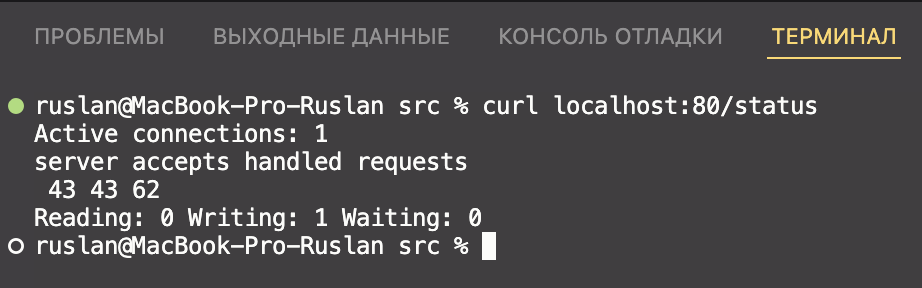 ПРОБЛЕМЫ ВЫХОДНЫЕ ДАННЫЕ КОНСОЛЬ ОТЛАДКИ ТЕРМИНАЛ
ruslan@MacBook-Pro-Ruslan src % curl localhost:80/status
Active connections: 1
server accepts handled requests
 43 43 62
Reading: 0 Writing: 1 Waiting: 0
ruslan@MacBook-Pro-Ruslan src %